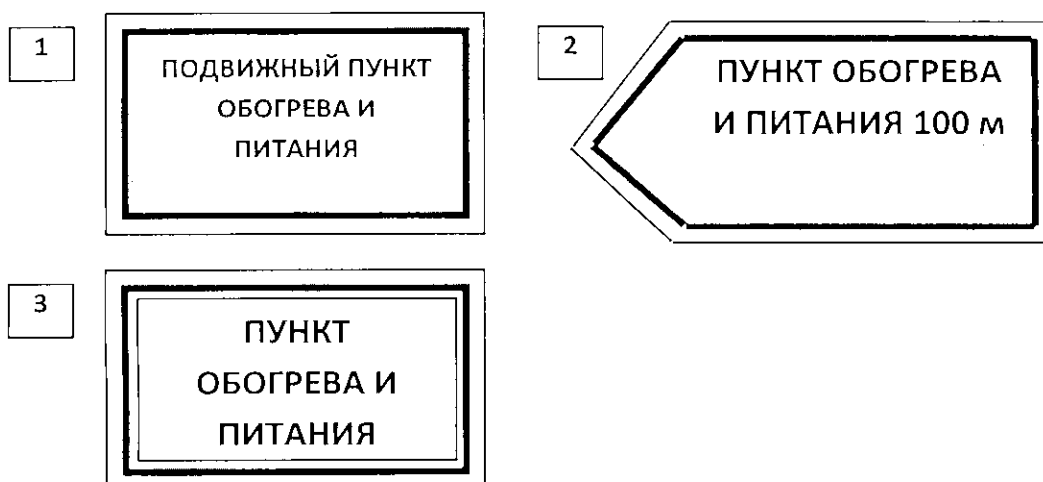 1
ПОДВИЖНЫЙ ПУНКТ
ОБОГРЕВА И
ПИТАНИЯ
2
ПУНКТ ОБОГРЕВА
И ПИТАНИЯ 100 м
3
ПУНКТ
ОБОГРЕВА И
ПИТАНИЯ